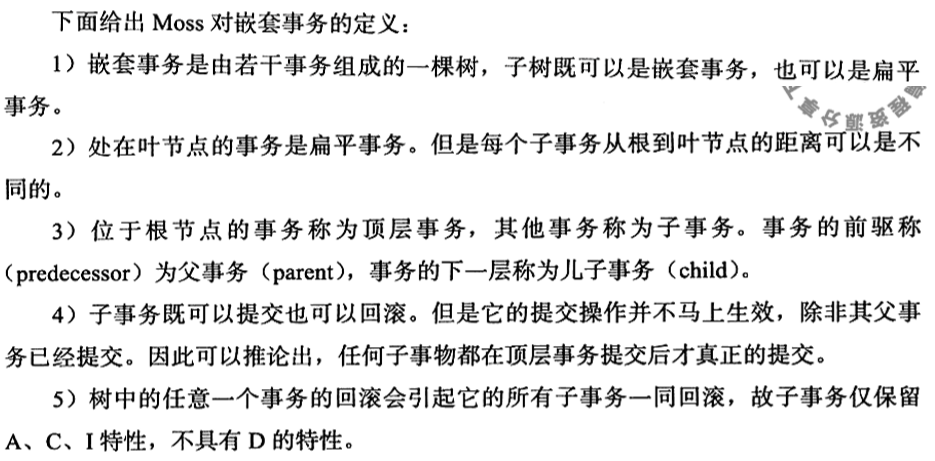 下面给出 Moss 对嵌套事务的定义：
1）嵌套事务是由若干事务组成的一棵树，子树既可以是嵌套事务，也可以是扁平
事务。
2）处在叶节点的事务是扁平事务。但是每个子事务从根到叶节点的距离可以是不
同的。
3）位于根节点的事务称为顶层事务，其他事务称为子事务。事务的前驱称
（predecessor）为父事务（parent），事务的下一层称为儿子事务（child）。
4）子事务既可以提交也可以回滚。但是它的提交操作并不马上生效，除非其父事
务已经提交。因此可以推论出，任何子事物都在顶层事务提交后才真正的提交。
5）树中的任意一个事务的回滚会引起它的所有子事务一同回滚，故子事务仅保留
A、C、I 特性，不具有 D 的特性。